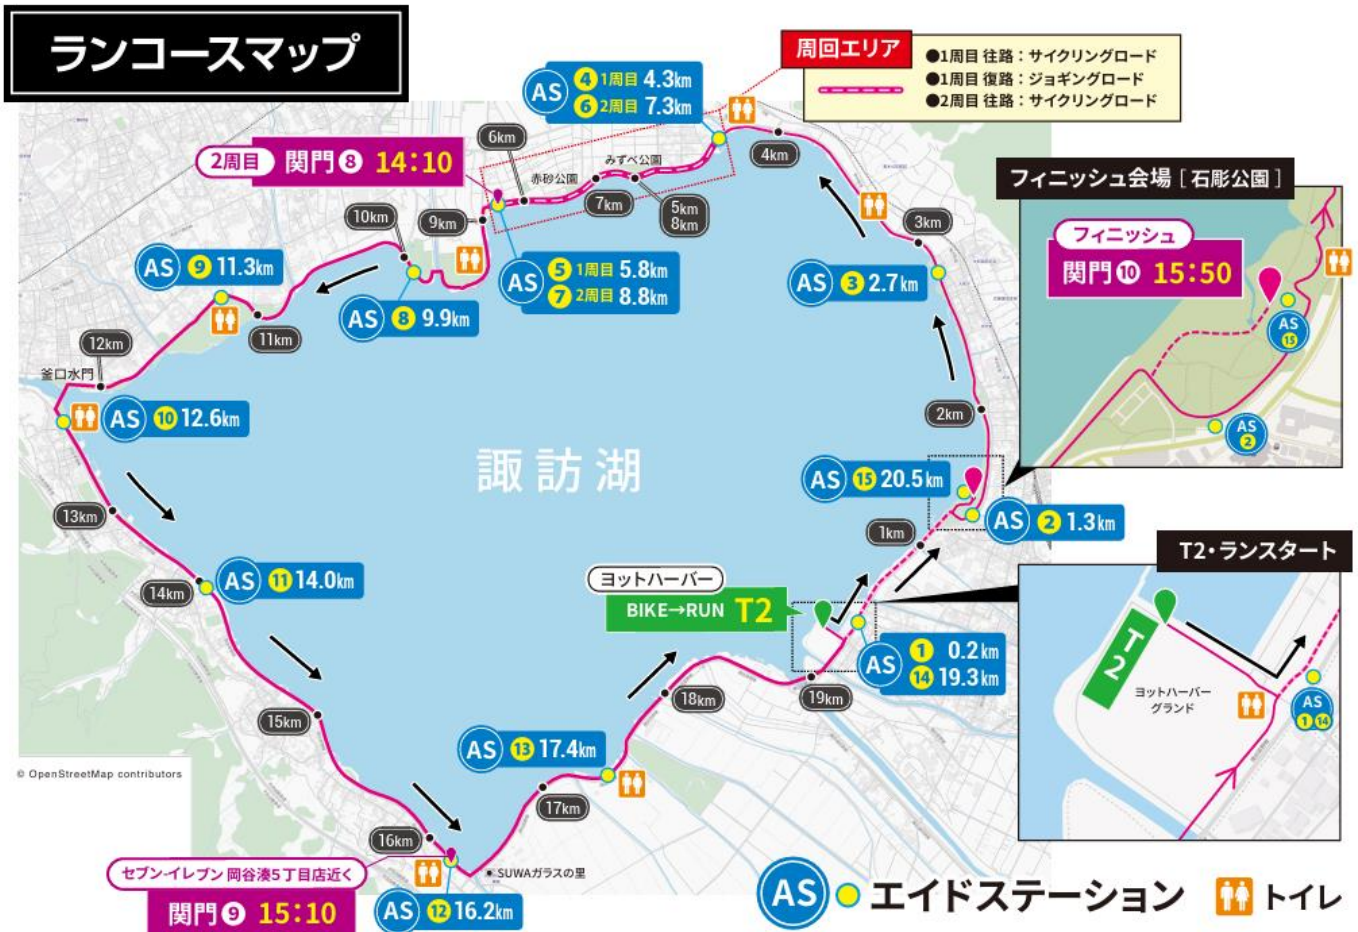 ランコースマップ
周回エリア
●1周目 往路：サイクリングロード
●1周目 復路：ジョギングロード
●2周目 往路：サイクリングロード
AS
4 1周目 4.3km
6 2周目 7.3km
2周目 関門8 14:10
6km
赤砂公園
みずべ公園
4km
7km
5km
8km
10km
9km
3km
AS 9 11.3km
AS
5 1周目 5.8km
7 2周目 8.8km
AS 3 2.7km
AS 8 9.9km
11km
12km
釜口水門
AS 10 12.6km
2km
諏訪湖
フィニッシュ会場［石彫公園］
フィニッシュ
関門10 15:50
AS
15
AS
2
AS 15 20.5km
AS 2 1.3km
13km
1km
14km
AS 11 14.0km
ヨットハーバー
BIKE→RUN T2
AS
1 0.2km
14 19.3km
T2・ランスタート
T2
ヨットハーバー
グランド
AS
1 14
19km
18km
15km
AS 13 17.4km
17km
© OpenStreetMap contributors
16km
SUWAガラスの里
セブン-イレブン 岡谷湊5丁目店近く
関門9 15:10
AS 12 16.2km
AS エイドステーション
トイレ